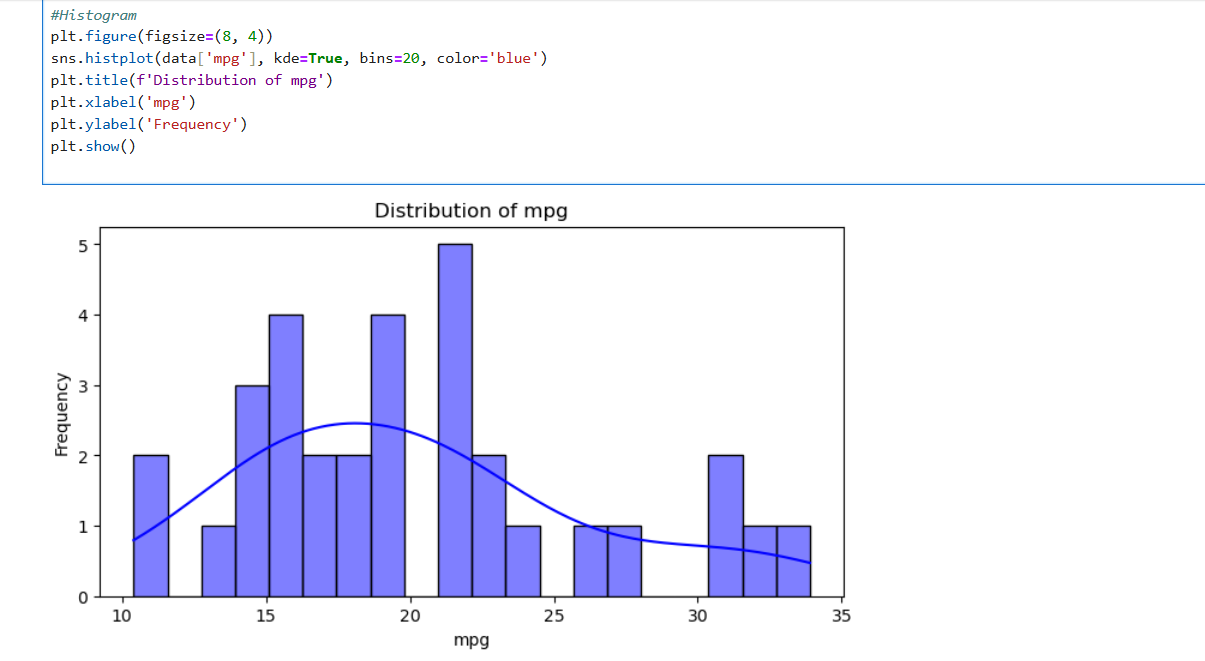 #Histogram
plt.figure(figsize=(8, 4))
sns.histplot(data['mpg'], kde=True, bins=20, color='blue')
plt.title(f'Distribution of mpg')
plt.xlabel('mpg')
plt.ylabel('Frequency')
plt.show()
Distribution of mpg
Frequency
5
4
3
2
1
0
10 15 20 25 30 35
mpg